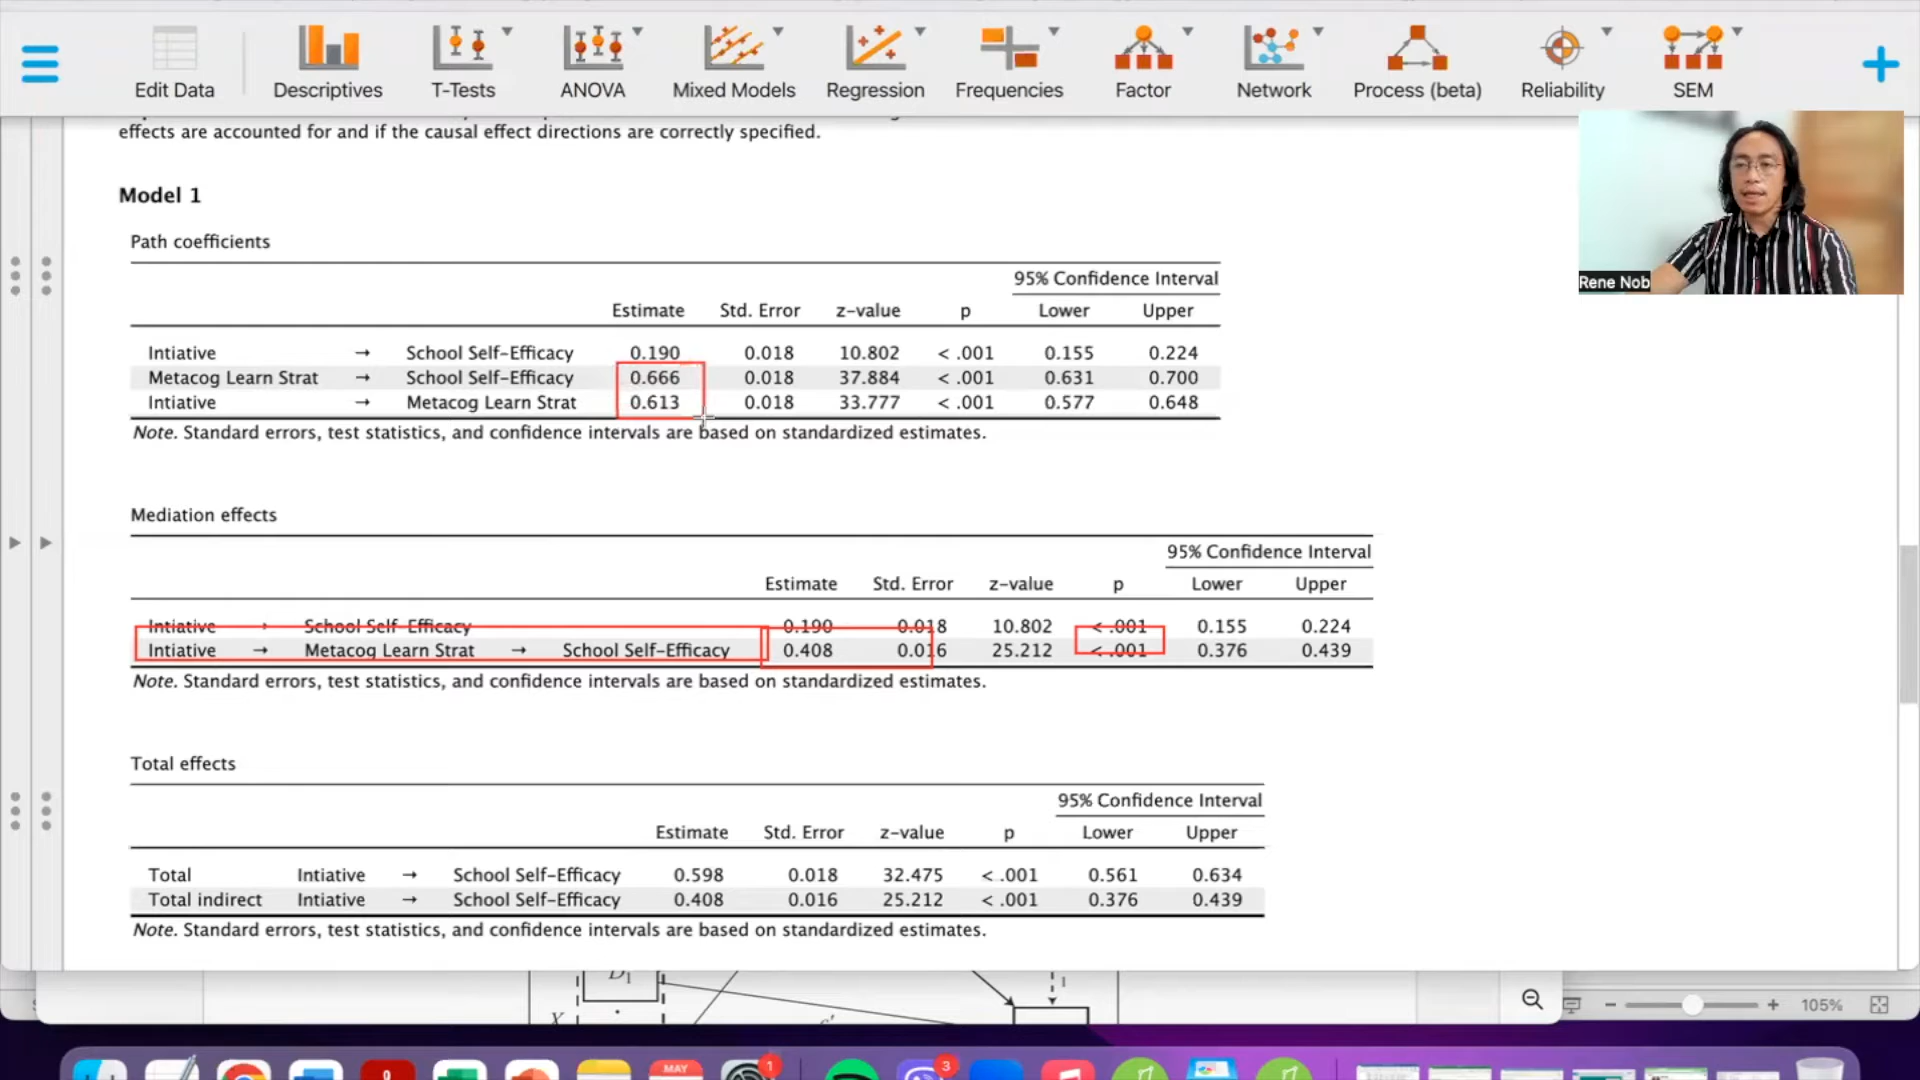 Edit Data Descriptives T-Tests ANOVA Mixed Models Regression Frequencies Factor Network Process (beta) Reliability SEM
effects are accounted for and if the causal effect directions are correctly specified.
Rene Nob
Model 1
Path coefficients
95% Confidence Interval
Estimate Std. Error z-value p Lower Upper
Intiative → School Self-Efficacy 0.190 0.018 10.802 < .001 0.155 0.224
Metacog Learn Strat → School Self-Efficacy 0.666 0.018 37.884 < .001 0.631 0.700
Intiative → Metacog Learn Strat 0.613 0.018 33.777 < .001 0.577 0.648
Note. Standard errors, test statistics, and confidence intervals are based on standardized estimates.
Mediation effects
95% Confidence Interval
Estimate Std. Error z-value p Lower Upper
Intiative → School Self-Efficacy 0.190 0.018 10.802 < .001 0.155 0.224
Intiative → Metacog Learn Strat → School Self-Efficacy 0.408 0.016 25.212 < .001 0.376 0.439
Note. Standard errors, test statistics, and confidence intervals are based on standardized estimates.
Total effects
95% Confidence Interval
Estimate Std. Error z-value p Lower Upper
Total Intiative → School Self-Efficacy 0.598 0.018 32.475 < .001 0.561 0.634
Total indirect Intiative → School Self-Efficacy 0.408 0.016 25.212 < .001 0.376 0.439
Note. Standard errors, test statistics, and confidence intervals are based on standardized estimates.
D1
1
X
c'
105%
MAY
1
3